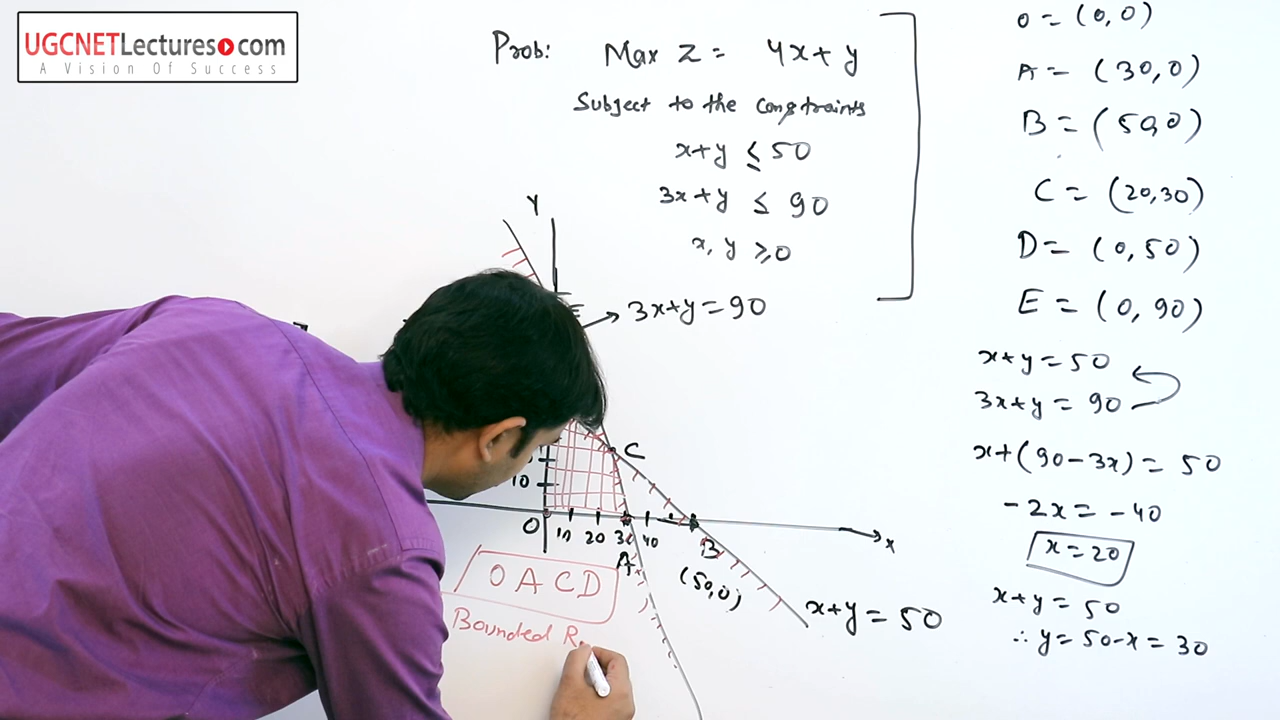 UGCNETLectures.com
A Vision Of Success
Prob: Max Z = 4x+y
Subject to the constraints
x+y ≤ 50
3x+y ≤ 90
x, y ≥ 0
Y
E
3x+y=90
C
10
O
10 20 30 40
A
B
x
(50,0)
x+y=50
O A C D
Bounded R
O = (0,0)
A = (30,0)
B = (50,0)
C = (20,30)
D = (0,50)
E = (0,90)
x+y=50
3x+y=90
x+(90-3x)=50
-2x=-40
x=20
x+y=50
∴ y=50-x=30